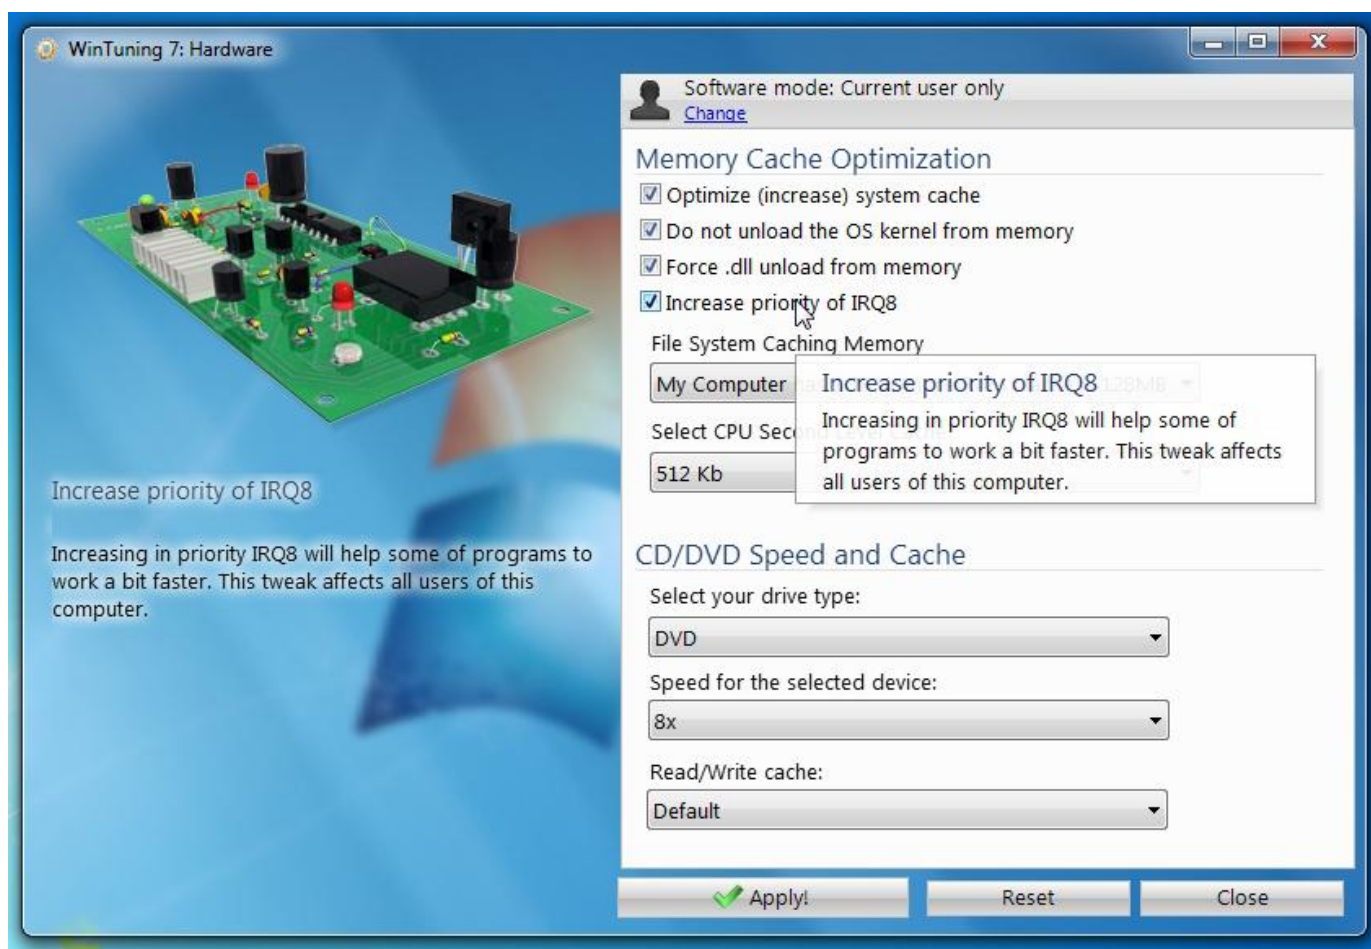 WinTuning 7: Hardware
Software mode: Current user only
Change
Memory Cache Optimization
Optimize (increase) system cache
Do not unload the OS kernel from memory
Force .dll unload from memory
Increase priority of IRQ8
File System Caching Memory
My Computer
128MB
Increase priority of IRQ8
Increasing in priority IRQ8 will help some of
programs to work a bit faster. This tweak affects
all users of this computer.
Select CPU Second Level Cache:
512 Kb
Increase priority of IRQ8
Increasing in priority IRQ8 will help some of programs to
work a bit faster. This tweak affects all users of this
computer.
CD/DVD Speed and Cache
Select your drive type:
DVD
Speed for the selected device:
8x
Read/Write cache:
Default
Apply!
Reset
Close